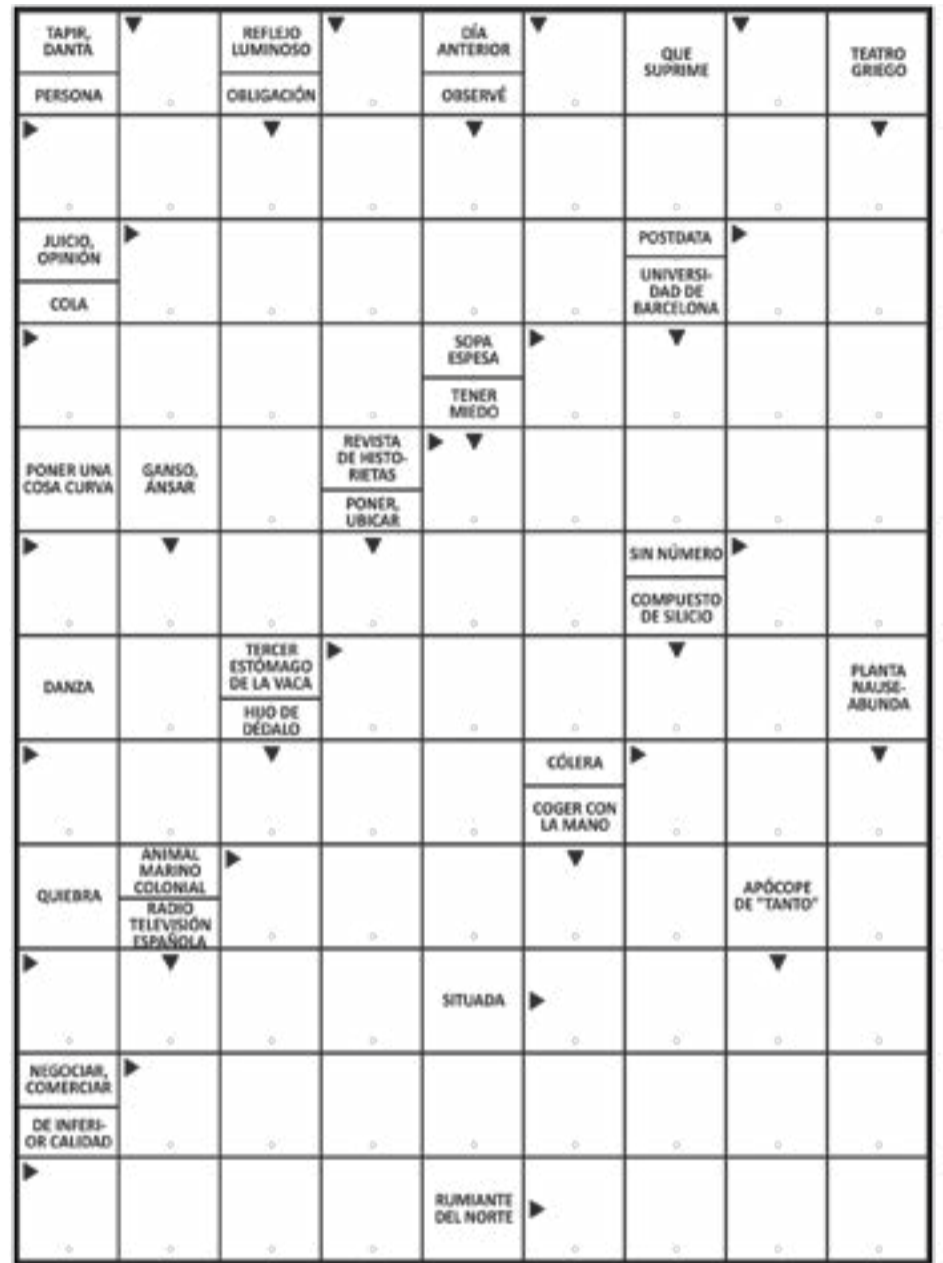 TAPIR,
DANTA
PERSONA
REFLEJO
LUMINOSO
OBLIGACIÓN
DÍA
ANTERIOR
OBSERVÉ
QUE
SUPRIME
TEATRO
GRIEGO
JUICIO,
OPINIÓN
COLA
POSTDATA
UNIVERSI-
DAD DE
BARCELONA
SOPA
ESPESA
TENER
MIEDO
PONER UNA
COSA CURVA
GANSO,
ÁNSAR
REVISTA
DE HISTO-
RIETAS
PONER,
UBICAR
SIN NÚMERO
COMPUESTO
DE SILICIO
DANZA
TERCER
ESTÓMAGO
DE LA VACA
HIJO DE
DÉDALO
PLANTA
NAUSE-
ABUNDA
CÓLERA
COGER CON
LA MANO
QUIEBRA
ANIMAL
MARINO
COLONIAL
RADIO
TELEVISIÓN
ESPAÑOLA
APÓCOPE
DE "TANTO"
SITUADA
NEGOCIAR,
COMERCIAR
DE INFERI-
OR CALIDAD
RUMIANTE
DEL NORTE